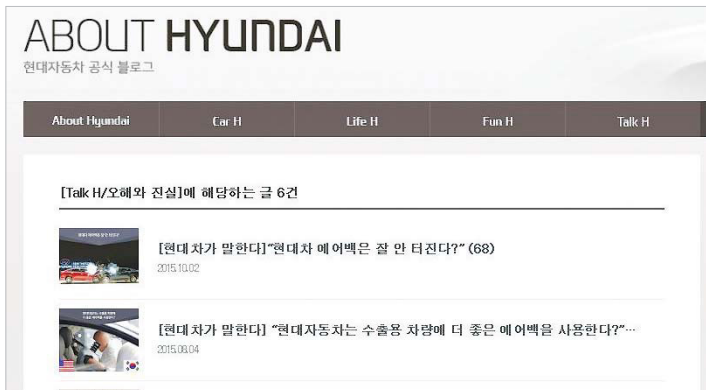 ABOUT HYUNDAI
현대자동차 공식 블로그
About Hyundai Car H Life H Fun H Talk H
[Talk H/오해와 진실]에 해당하는 글 6건
[현대차가 말한다]“현대차 에어백은 잘 안 터진다?” (68)
2015.10.02
[현대차가 말한다] “현대자동차는 수출용 차량에 더 좋은 에어백을 사용한다?”…
2015.08.04